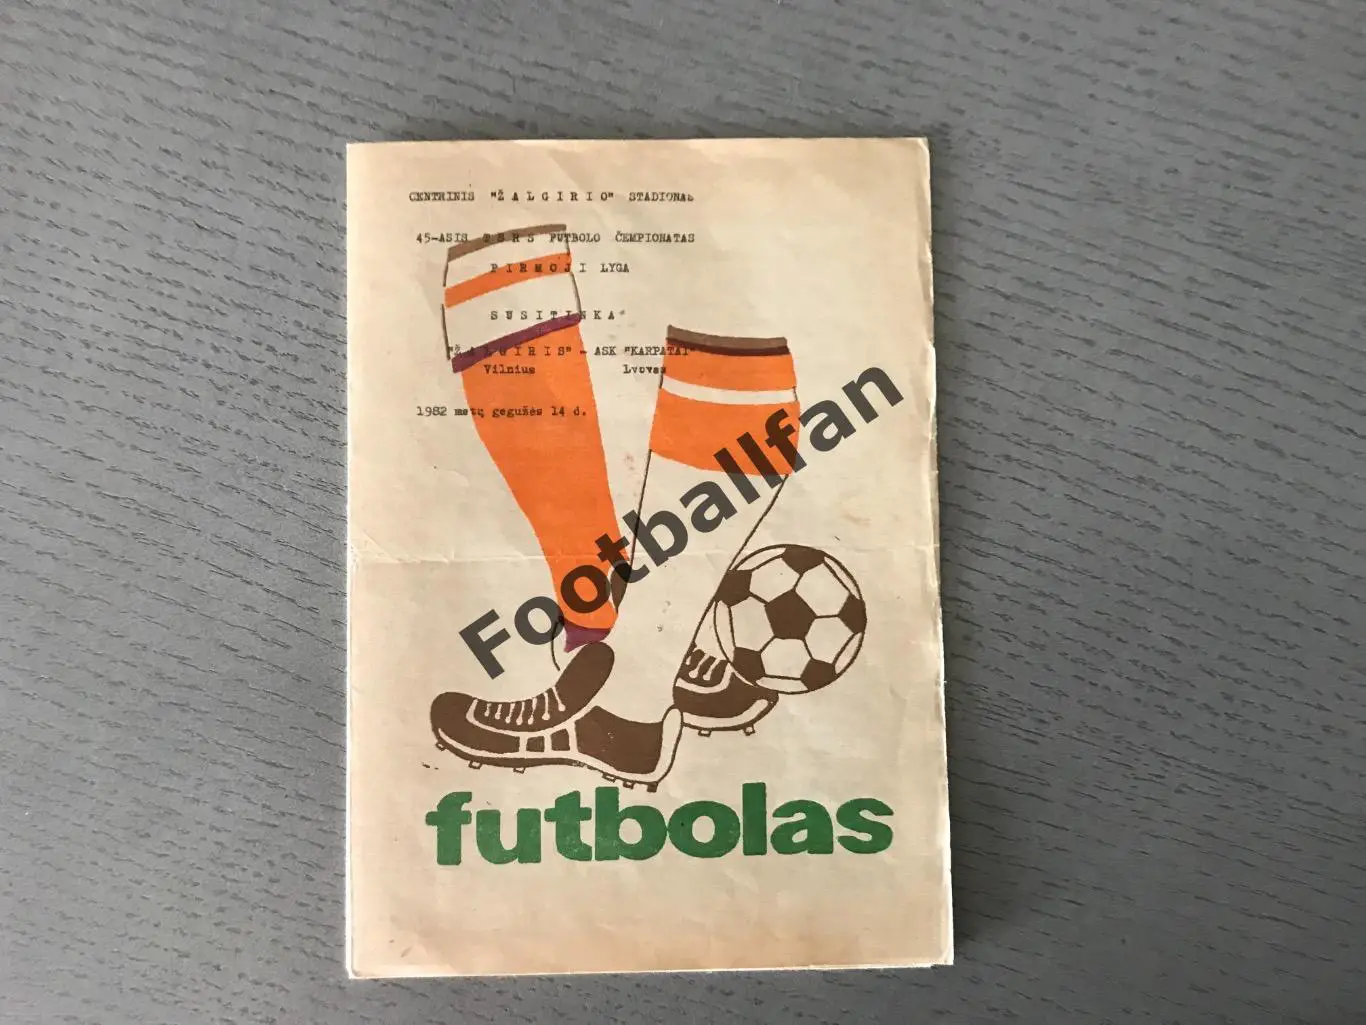 CENTRINIS "ŽALGIRIO" STADIONAS
45-ASIS TSRS FUTBOLO ČEMPIONATAS
PIRMOJI LYGA
SUSITINKA
"ŽALGIRIS" - ASK "KARPATAI"
Vilnius Lvovas
1982 metų gegužės 14 d.
Footballfan
futbolas